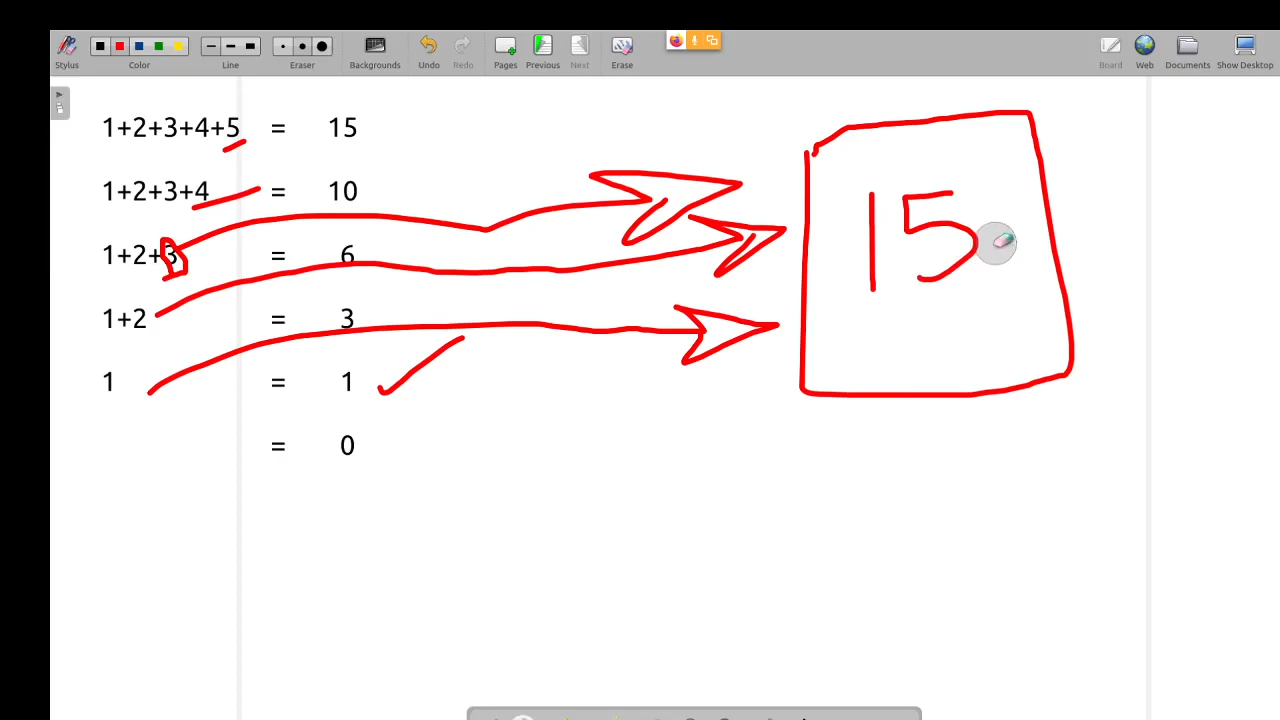 Stylus Color Line Eraser Backgrounds Undo Redo Pages Previous Next Erase Board Web Documents Show Desktop
1+2+3+4+5 = 15
1+2+3+4 = 10
1+2+3 = 6
1+2 = 3
1 = 1
= 0
15